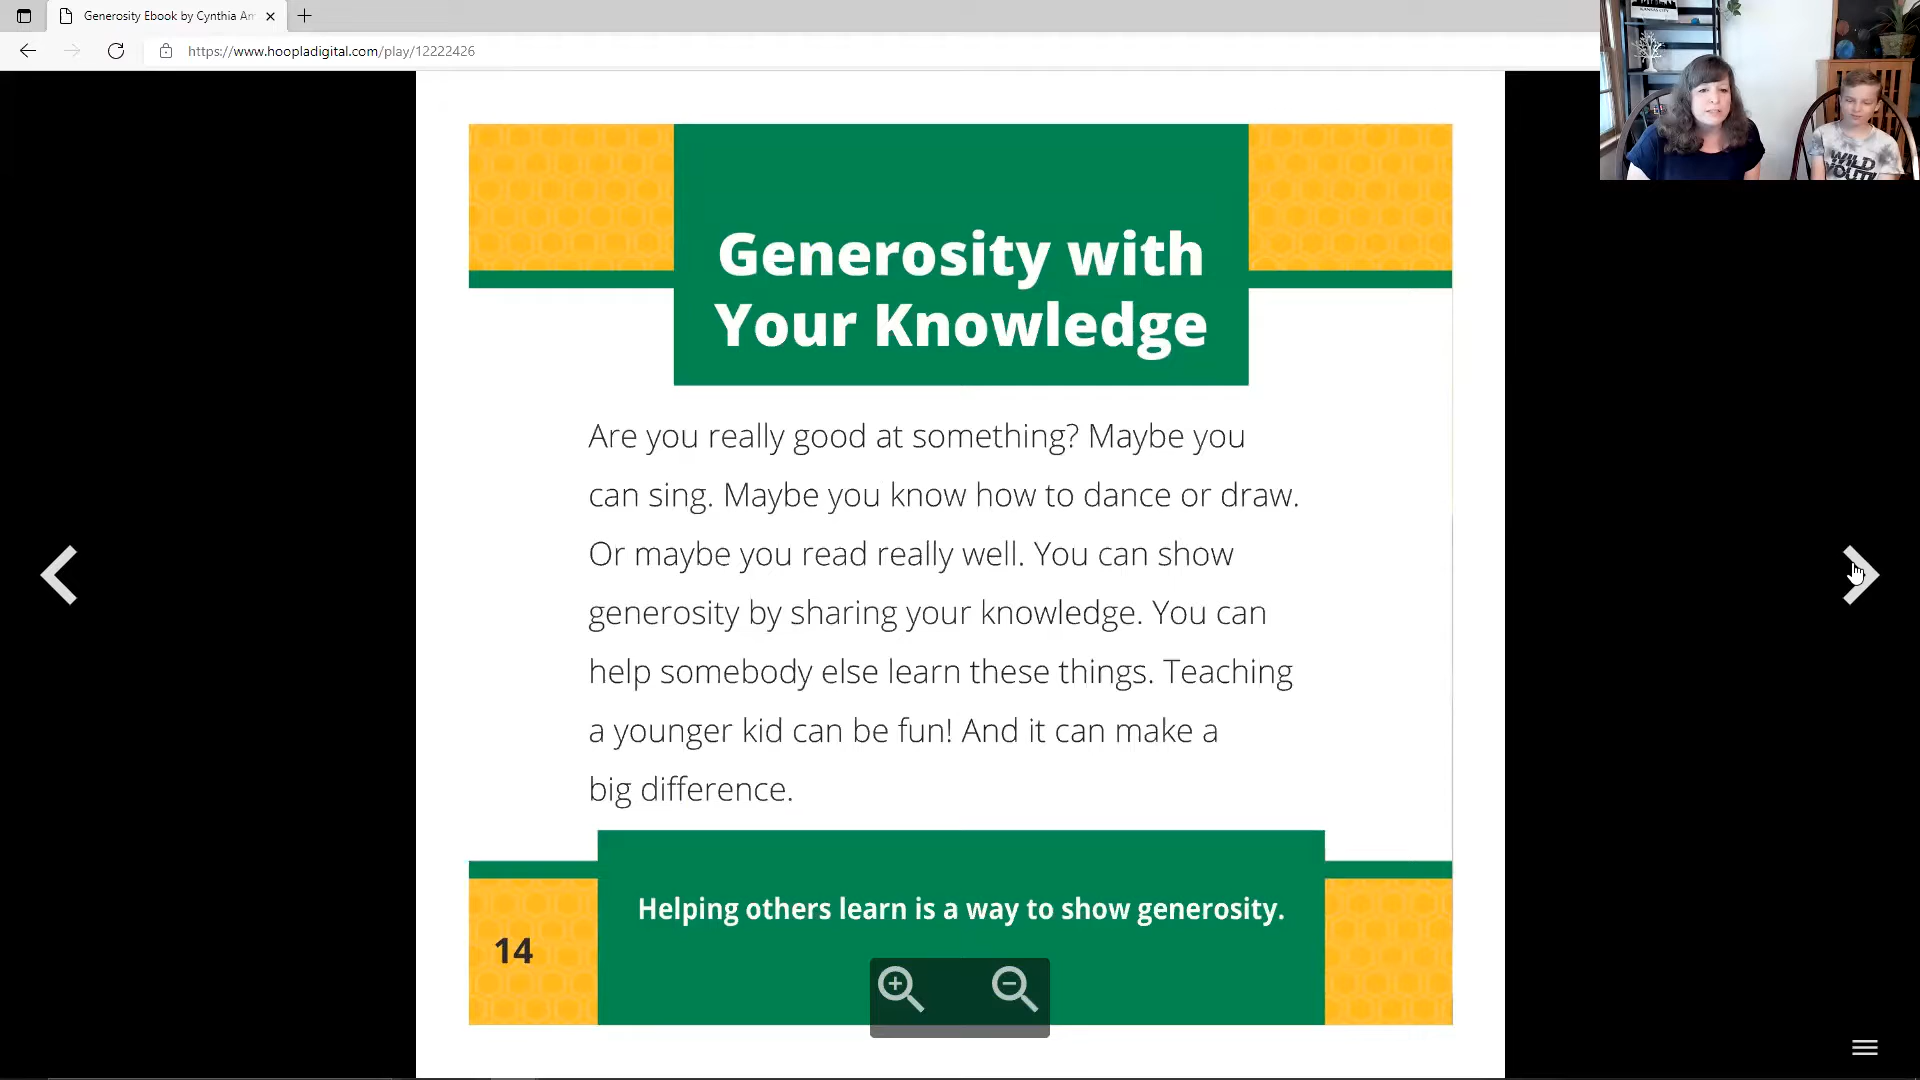 Generosity Ebook by Cynthia Am
https://www.hoopladigital.com/play/12222426
KANSAS CITY
WILD
YOUTH
Generosity with
Your Knowledge
Are you really good at something? Maybe you
can sing. Maybe you know how to dance or draw.
Or maybe you read really well. You can show
generosity by sharing your knowledge. You can
help somebody else learn these things. Teaching
a younger kid can be fun! And it can make a
big difference.
Helping others learn is a way to show generosity.
14